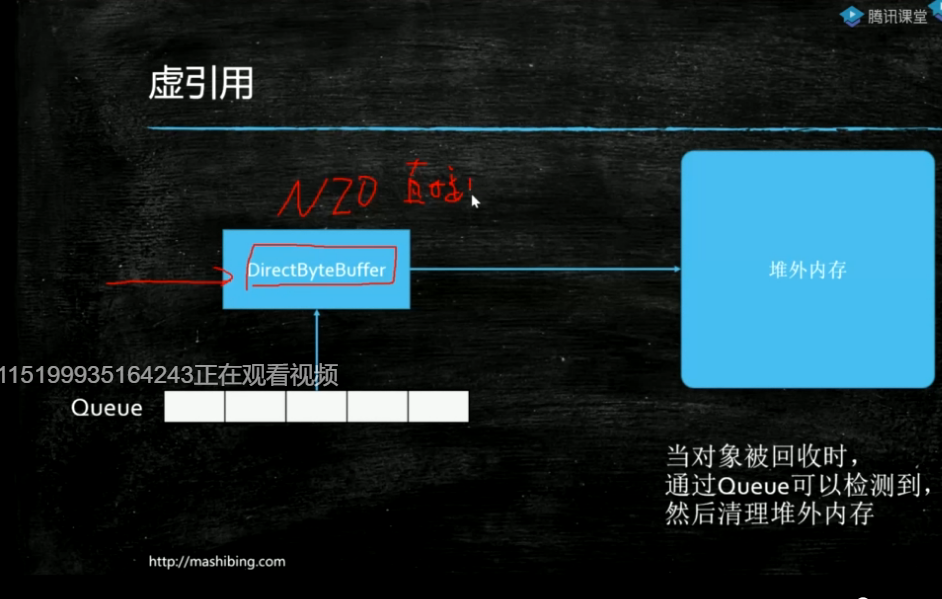 腾讯课堂
虚引用
NIO 直接
DirectByteBuffer
堆外内存
115199935164243正在观看视频
Queue
当对象被回收时，
通过Queue可以检测到，
然后清理堆外内存
http://mashibing.com